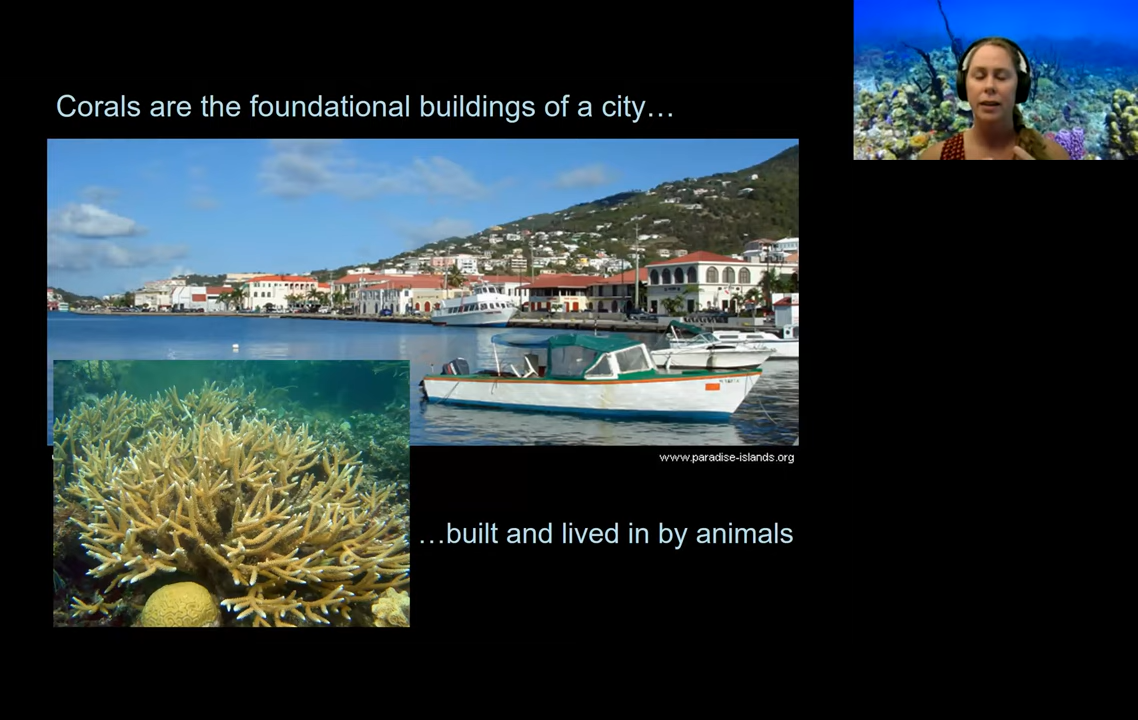 Corals are the foundational buildings of a city…
www.paradise-islands.org
…built and lived in by animals